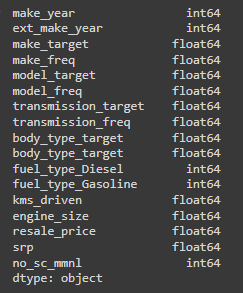 make_year int64
ext_make_year int64
make_target float64
make_freq float64
model_target float64
model_freq float64
transmission_target float64
transmission_freq float64
body_type_target float64
body_type_target float64
fuel_type_Diesel int64
fuel_type_Gasoline int64
kms_driven float64
engine_size float64
resale_price float64
srp float64
no_sc_mmnl int64
dtype: object